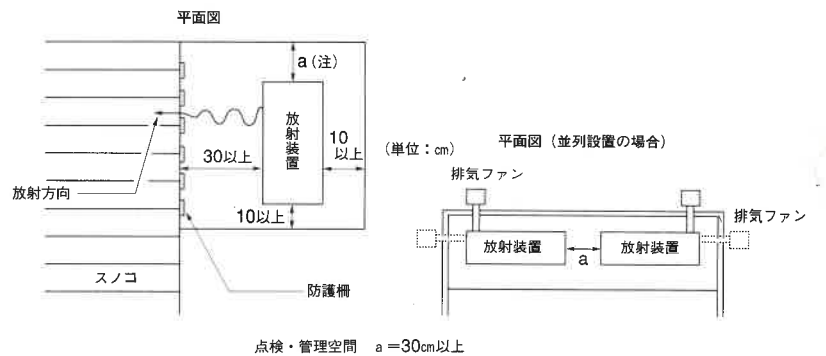 平面図
a(注)
放射装置
10以上
30以上
10以上
放射方向
スノコ
防護柵
(単位：cm)
平面図(並列設置の場合)
排気ファン
排気ファン
放射装置
放射装置
a
点検・管理空間　a＝30cm以上